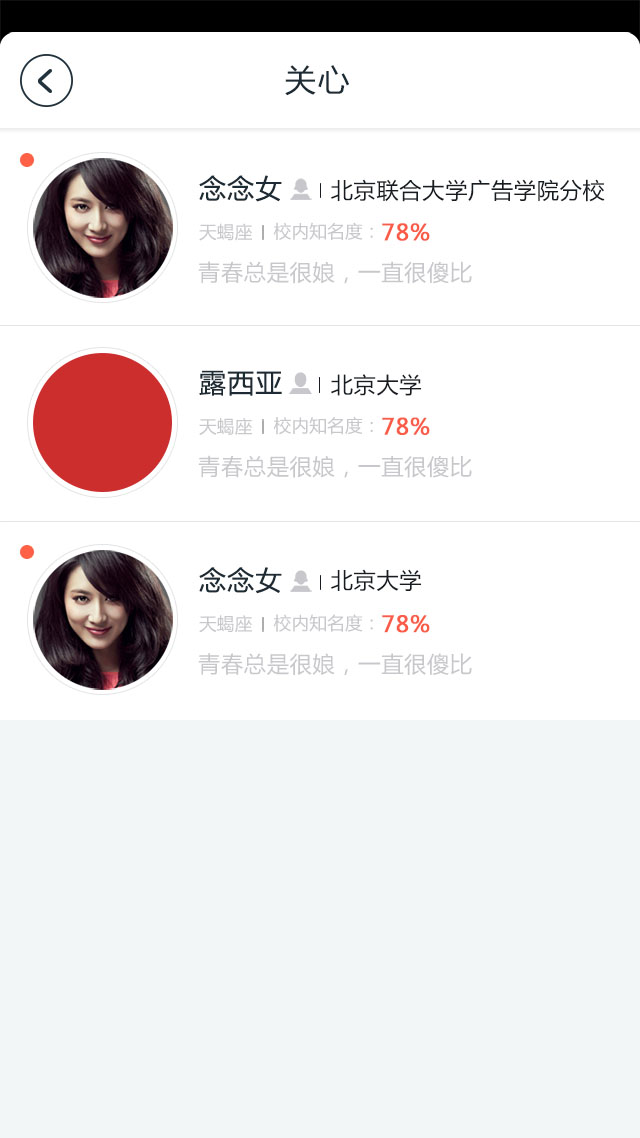 关心
念念女 | 北京联合大学广告学院分校
天蝎座 | 校内知名度：78%
青春总是很娘，一直很傻比
露西亚 | 北京大学
天蝎座 | 校内知名度：78%
青春总是很娘，一直很傻比
念念女 | 北京大学
天蝎座 | 校内知名度：78%
青春总是很娘，一直很傻比